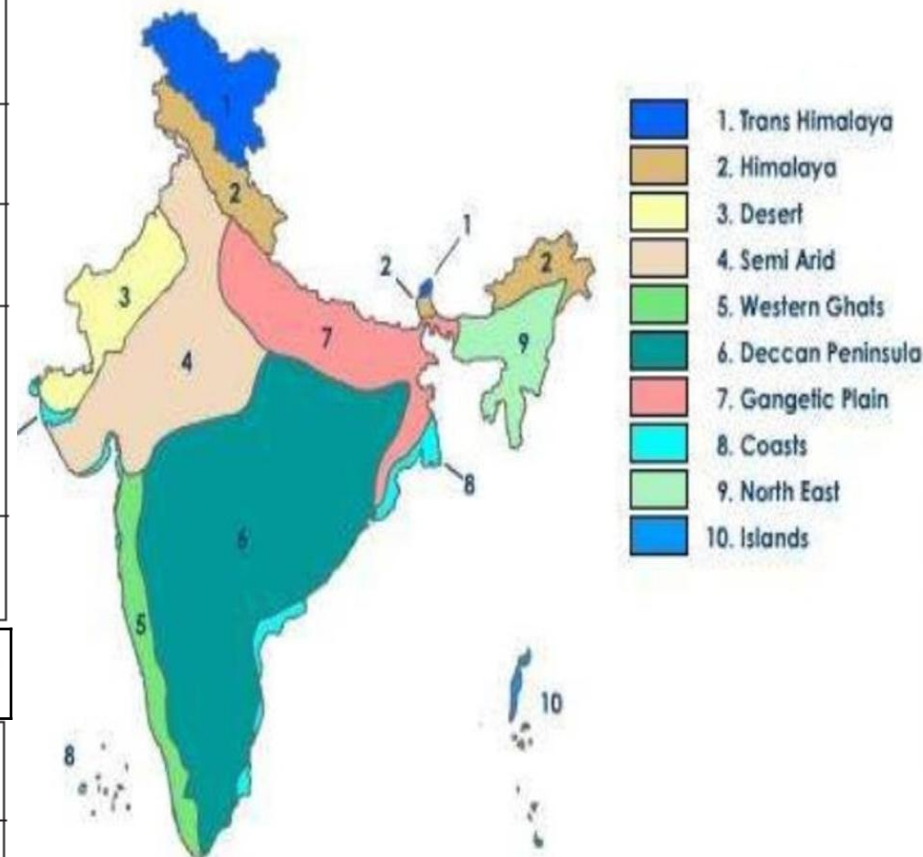 1
2
1
2
2
3
7
9
4
8
6
5
10
8
1. Trans Himalaya
2. Himalaya
3. Desert
4. Semi Arid
5. Western Ghats
6. Deccan Peninsula
7. Gangetic Plain
8. Coasts
9. North East
10. Islands